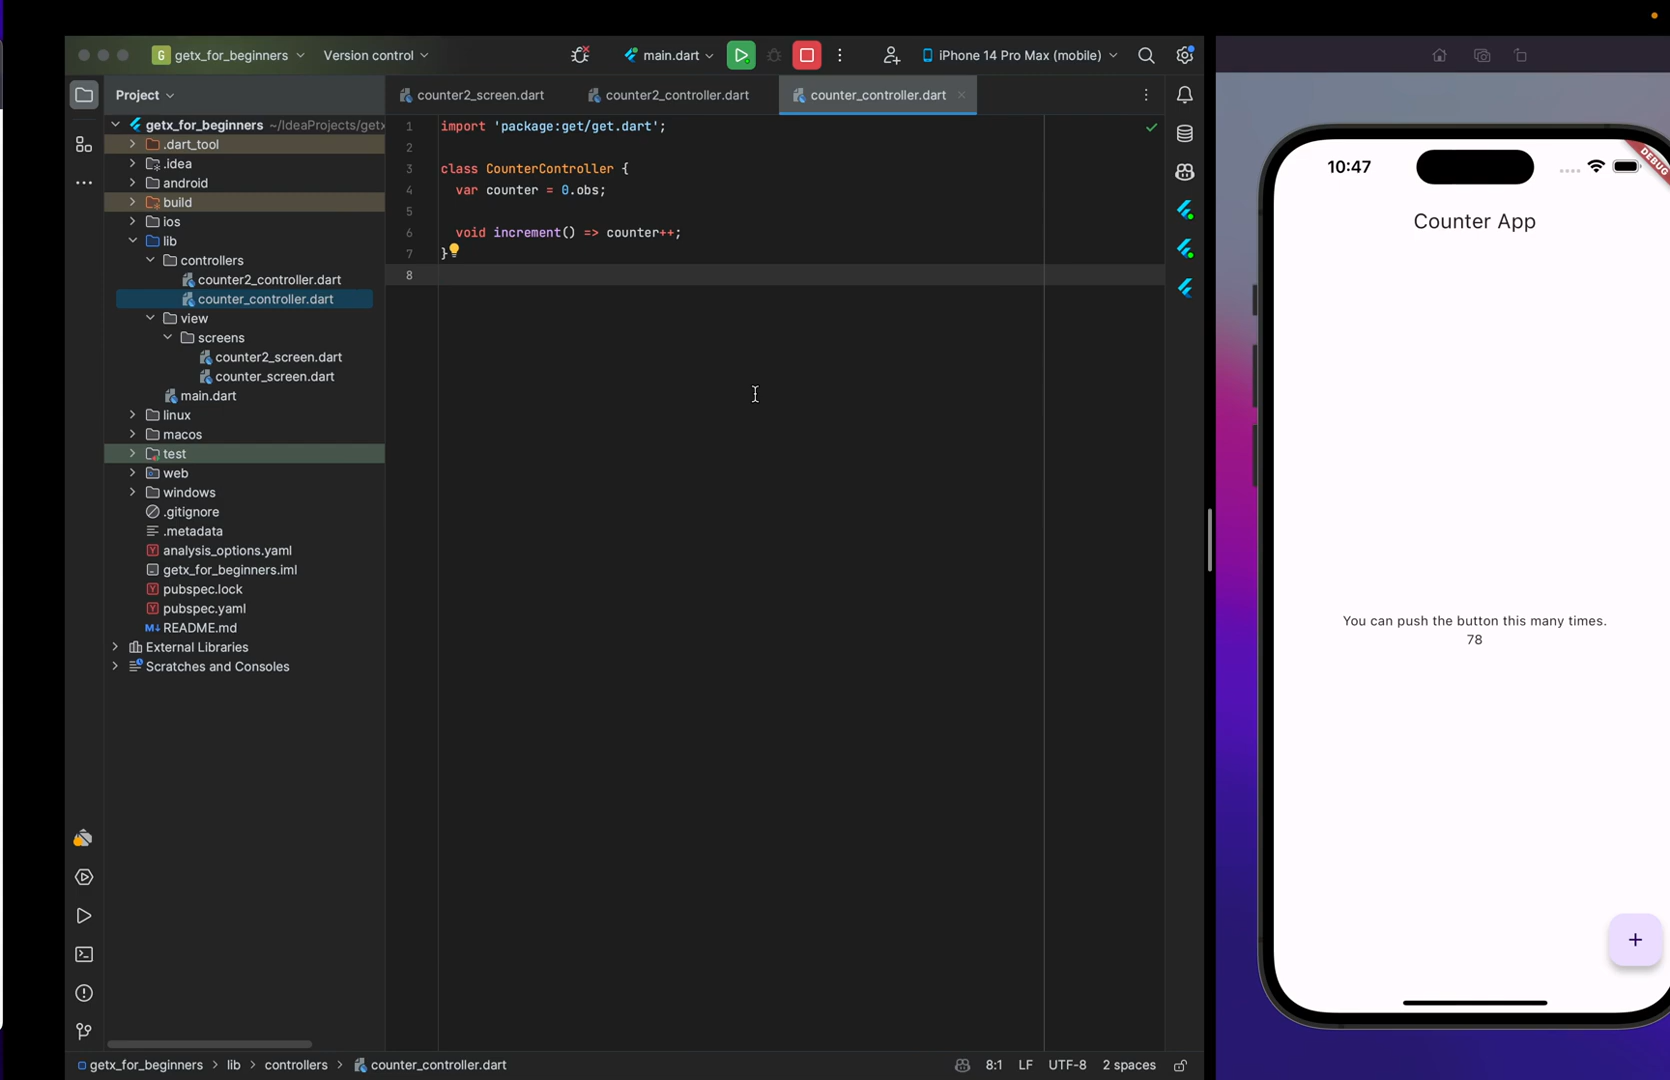 G getx_for_beginners
Version control
main.dart
iPhone 14 Pro Max (mobile)
Project
counter2_screen.dart
counter2_controller.dart
counter_controller.dart
getx_for_beginners ~/IdeaProjects/getx
.dart_tool
.idea
android
build
ios
lib
controllers
counter2_controller.dart
counter_controller.dart
view
screens
counter2_screen.dart
counter_screen.dart
main.dart
linux
macos
test
web
windows
.gitignore
.metadata
Y analysis_options.yaml
getx_for_beginners.iml
Y pubspec.lock
Y pubspec.yaml
M↓ README.md
External Libraries
Scratches and Consoles
1 import 'package:get/get.dart';
2
3 class CounterController {
4 var counter = 0.obs;
5
6 void increment() => counter++;
7 }
8
10:47
DEBUG
Counter App
You can push the button this many times.
78
+
getx_for_beginners > lib > controllers > counter_controller.dart
8:1 LF UTF-8 2 spaces